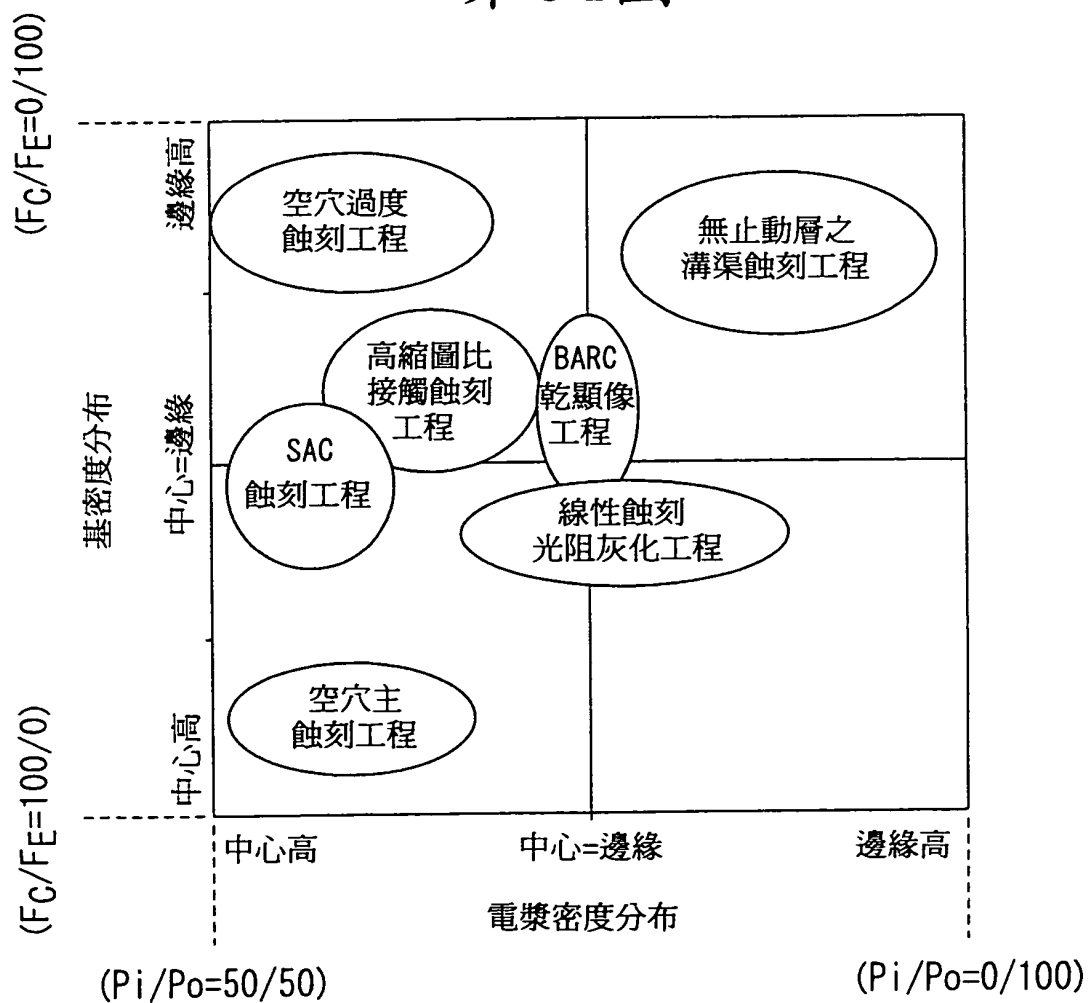 (FC/FE=0/100)
邊緣高
空穴過度
蝕刻工程
無止動層之
溝渠蝕刻工程
高縮圖比
接觸蝕刻
工程
BARC
乾顯像
工程
基密度分布
中心=邊緣
SAC
蝕刻工程
線性蝕刻
光阻灰化工程
空穴主
蝕刻工程
中心高
(FC/FE=100/0)
中心高
中心=邊緣
邊緣高
電漿密度分布
(Pi/Po=50/50)
(Pi/Po=0/100)